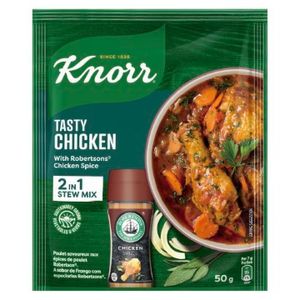 SINCE 1838
Knorr
TASTY
CHICKEN
With Robertsons®
Chicken Spice
2 IN 1
STEW MIX
CHICKEN
Poulet savoureux aux
épices de poulet
Robertsons®.
A sabor de Frango com
especiarias Robertsons®.
50g